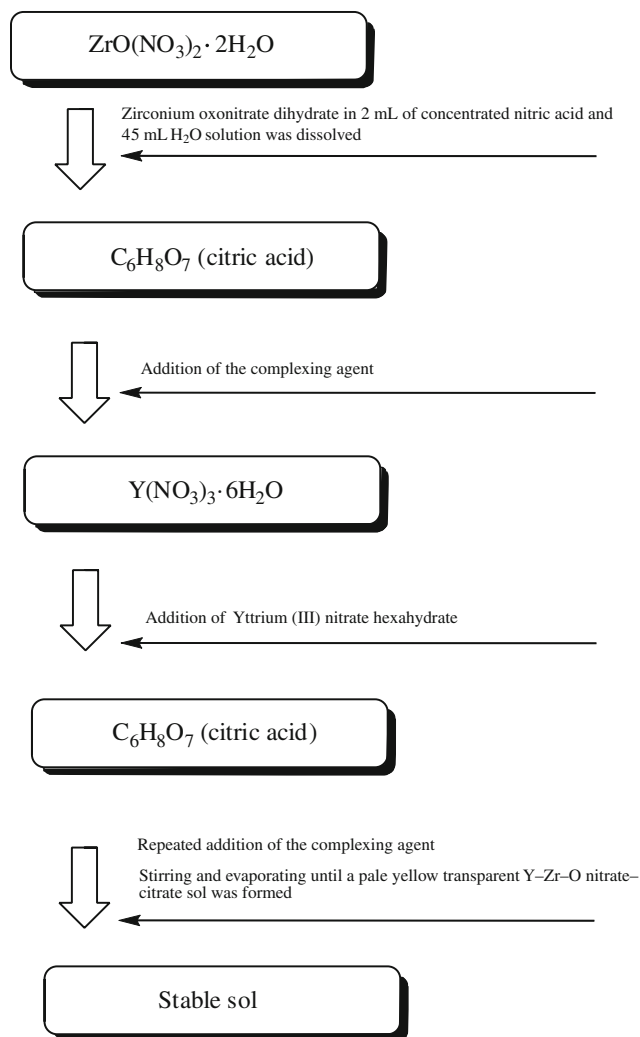 ZrO(NO₃)₂· 2H₂O
Zirconium oxonitrate dihydrate in 2 mL of concentrated nitric acid and
45 mL H₂O solution was dissolved
C₆H₈O₇ (citric acid)
Addition of the complexing agent
Y(NO₃)₃· 6H₂O
Addition of Yttrium (III) nitrate hexahydrate
C₆H₈O₇ (citric acid)
Repeated addition of the complexing agent
Stirring and evaporating until a pale yellow transparent Y–Zr–O nitrate–
citrate sol was formed
Stable sol